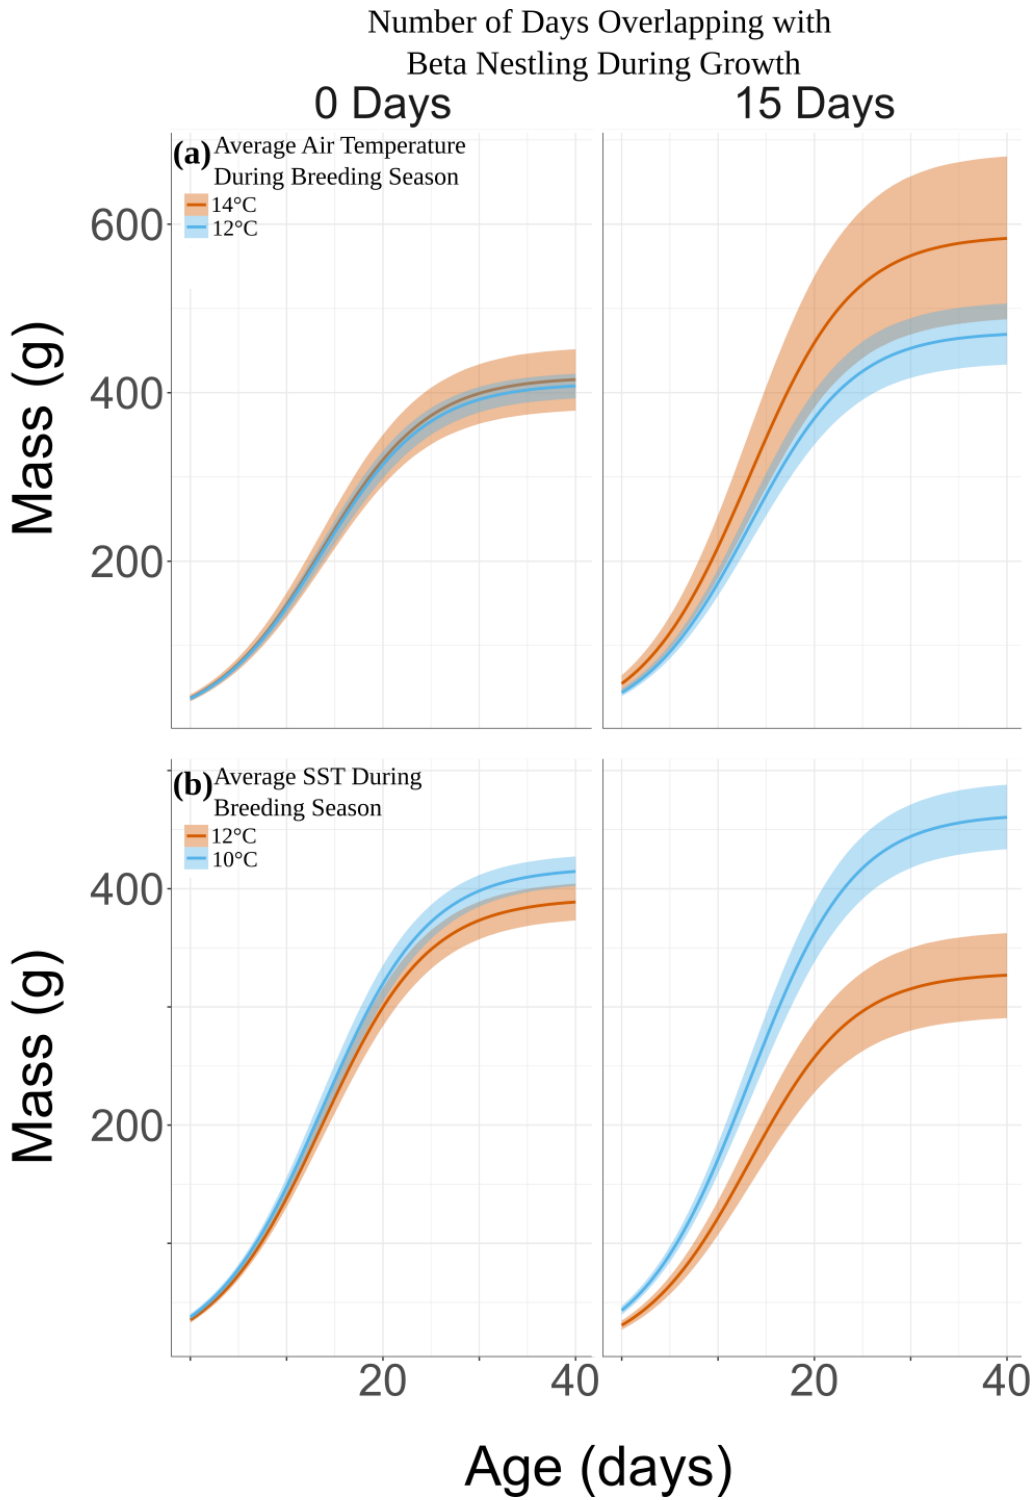 Number of Days Overlapping with
Beta Nestling During Growth
0 Days
15 Days
(a) Average Air Temperature
During Breeding Season
14°C
12°C
600
400
200
Mass (g)
(b) Average SST During
Breeding Season
12°C
10°C
400
200
Mass (g)
20
40
20
40
Age (days)